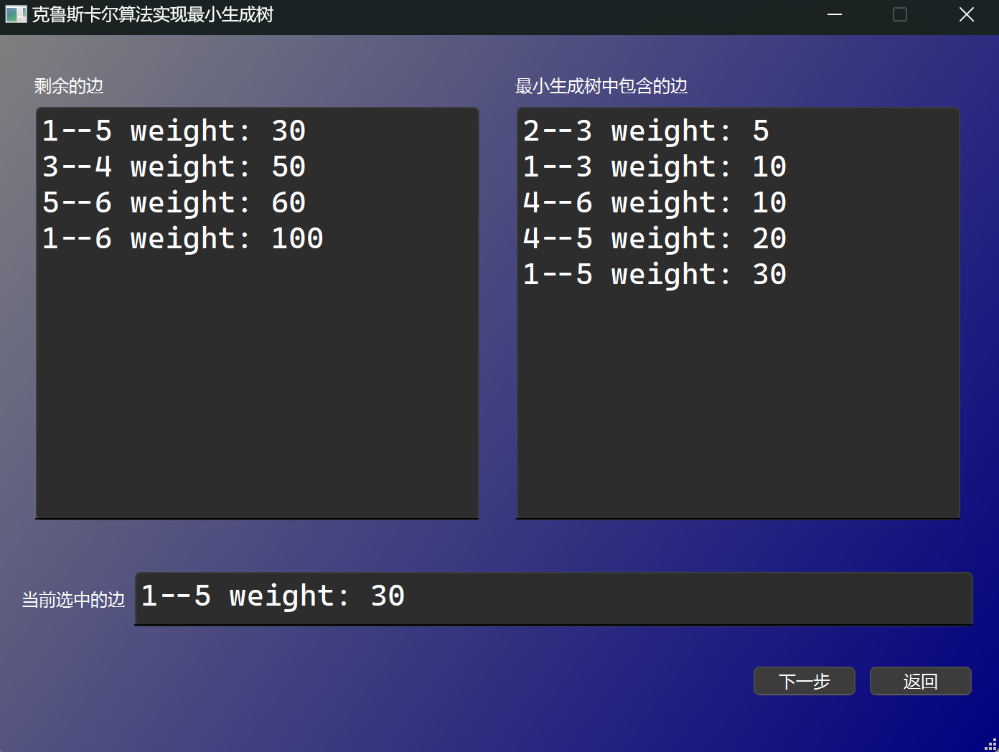 克鲁斯卡尔算法实现最小生成树
剩余的边
1--5 weight: 30
3--4 weight: 50
5--6 weight: 60
1--6 weight: 100
最小生成树中包含的边
2--3 weight: 5
1--3 weight: 10
4--6 weight: 10
4--5 weight: 20
1--5 weight: 30
当前选中的边
1--5 weight: 30
下一步
返回